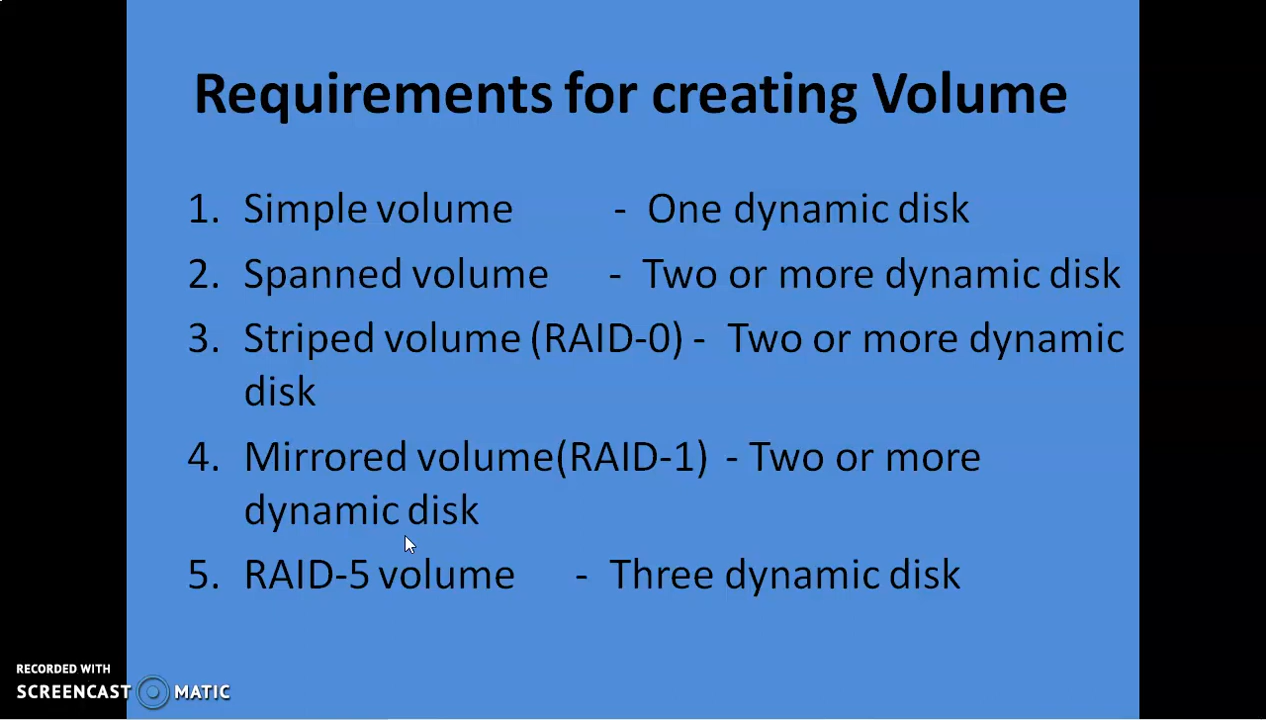 Requirements for creating Volume
1. Simple volume - One dynamic disk
2. Spanned volume - Two or more dynamic disk
3. Striped volume (RAID-0) - Two or more dynamic
disk
4. Mirrored volume(RAID-1) - Two or more
dynamic disk
5. RAID-5 volume - Three dynamic disk
RECORDED WITH
SCREENCAST MATIC